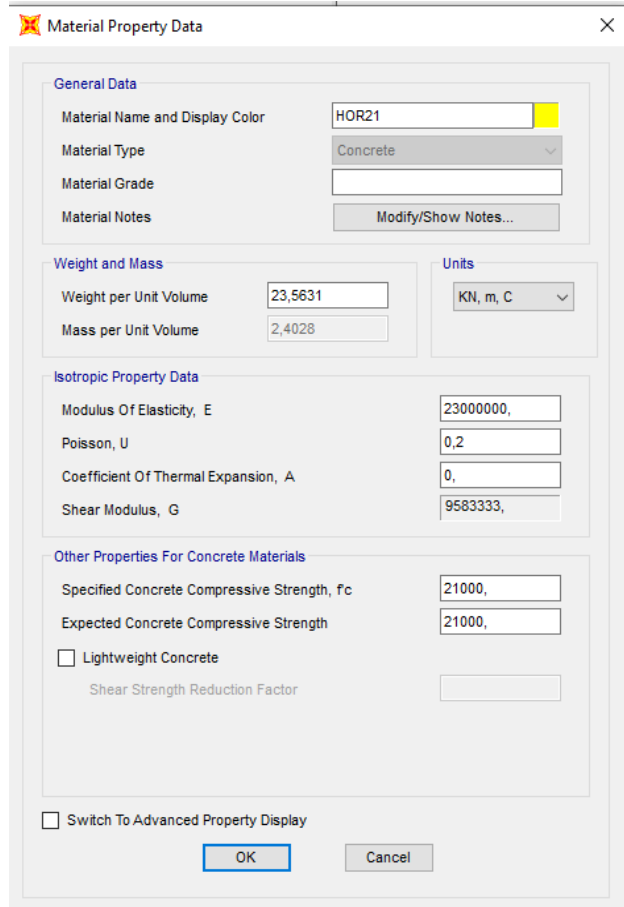 Material Property Data
General Data
Material Name and Display Color HOR21
Material Type Concrete
Material Grade
Material Notes Modify/Show Notes...
Weight and Mass Units
Weight per Unit Volume 23,5631 KN, m, C
Mass per Unit Volume 2,4028
Isotropic Property Data
Modulus Of Elasticity, E 23000000,
Poisson, U 0,2
Coefficient Of Thermal Expansion, A 0,
Shear Modulus, G 9583333,
Other Properties For Concrete Materials
Specified Concrete Compressive Strength, f'c 21000,
Expected Concrete Compressive Strength 21000,
Lightweight Concrete
Shear Strength Reduction Factor
Switch To Advanced Property Display
OK Cancel